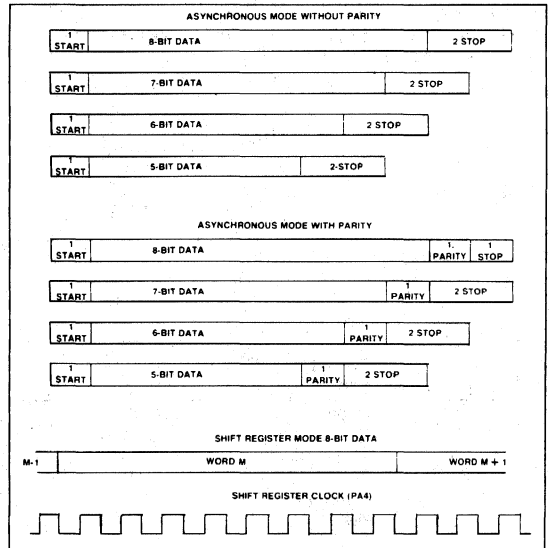 ASYNCHRONOUS MODE WITHOUT PARITY
1 START 8-BIT DATA 2 STOP
1 START 7-BIT DATA 2 STOP
1 START 6-BIT DATA 2 STOP
1 START 5-BIT DATA 2-STOP
ASYNCHRONOUS MODE WITH PARITY
1 START 8-BIT DATA 1. PARITY 1 STOP
1 START 7-BIT DATA 1 PARITY 2 STOP
1 START 6-BIT DATA 1 PARITY 2 STOP
1 START 5-BIT DATA 1 PARITY 2 STOP
SHIFT REGISTER MODE 8-BIT DATA
M-1 WORD M WORD M + 1
SHIFT REGISTER CLOCK (PA4)